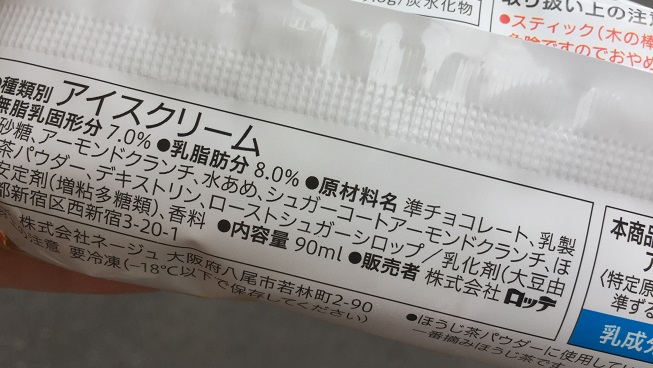 炭水化物
取り扱い上の注
●スティック(木の棒
危険ですのでおやめ
種類別 アイスクリーム
無脂乳固形分 7.0% ●乳脂肪分 8.0% ●原材料名 準チョコレート、乳製
砂糖、アーモンドクランチ、水あめ、シュガーコートアーモンドクランチ、ほ
茶パウダー、デキストリン、ローストシュガーシロップ/乳化剤(大豆由
安定剤(増粘多糖類)、香料 ●内容量 90ml ●販売者 株式会社 ロッテ
都新宿区西新宿3-20-1
株式会社ネージュ 大阪府八尾市若林町2-90
注意 要冷凍(−18℃以下で保存してください)
●ほうじ茶パウダーに使用してい
一番摘みほうじ茶です
本商品
ア
〈特定原
準ずる
乳成分